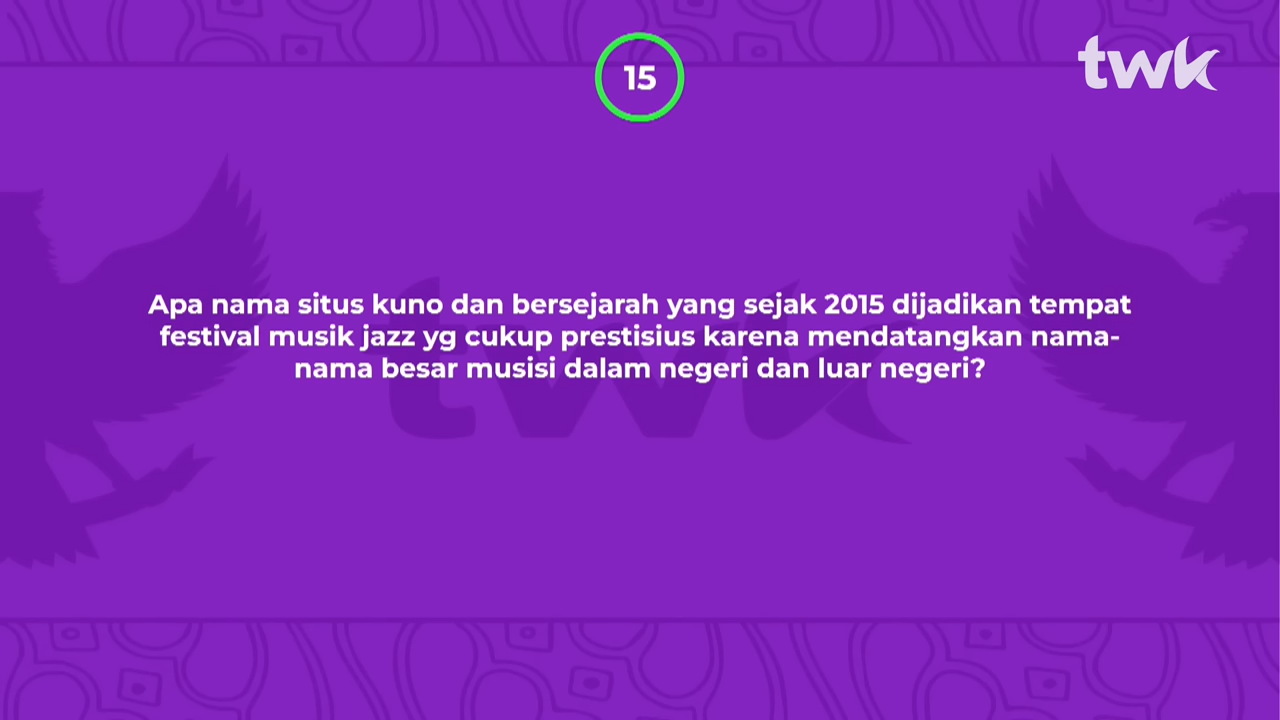 15
twk
Apa nama situs kuno dan bersejarah yang sejak 2015 dijadikan tempat
festival musik jazz yg cukup prestisius karena mendatangkan nama-
nama besar musisi dalam negeri dan luar negeri?
twk